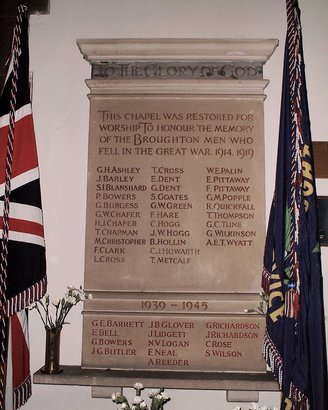 TO THE GLORY OF GOD
THIS CHAPEL WAS RESTORED FOR
WORSHIP TO HONOUR THE MEMORY
OF THE BROUGHTON MEN WHO
FELL IN THE GREAT WAR, 1914, 1919
G.H. ASHLEY T. CROSS W.E. PALIN
J. BARLEY E. DENT E. PITTAWAY
S.I. BLANSHARD G. DENT F. PITTAWAY
P. BOWERS S. GOATES G.M. POPPLE
G. BURGESS G.W. GREEN R. QUICKFALL
G.W. CHAFER F. HARE T. THOMPSON
H.J. CHAFER C. HOGG G.C. TUNE
T. CHAPMAN J.W. HOGG G. WILKINSON
M. CHRISTOPHER B. HOLLIN A.E.T. WYATT
F. CLARK C.J. HOWARTH
L. CROSS T. METCALF
1939 - 1945
G.E. BARRETT J.B. GLOVER G. RICHARDSON
E. BELL J. LIDGETT J. RICHARDSON
G. BOWERS N.V. LOGAN C. ROSE
J.G. BUTLER E. NEAL S. WILSON
A. REEDER